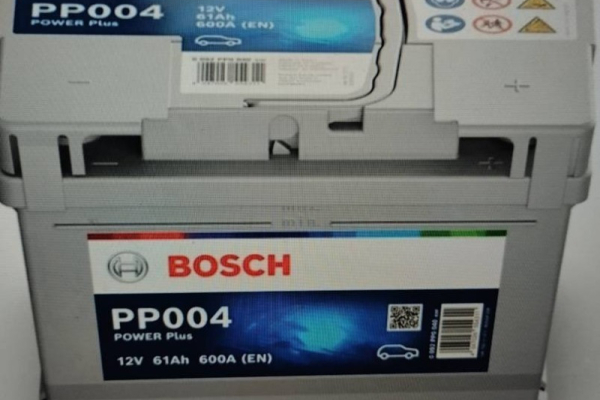 PP004
POWER Plus
12V
61Ah
600A (EN)
BOSCH
PP004
POWER Plus
12V 61Ah 600A (EN)